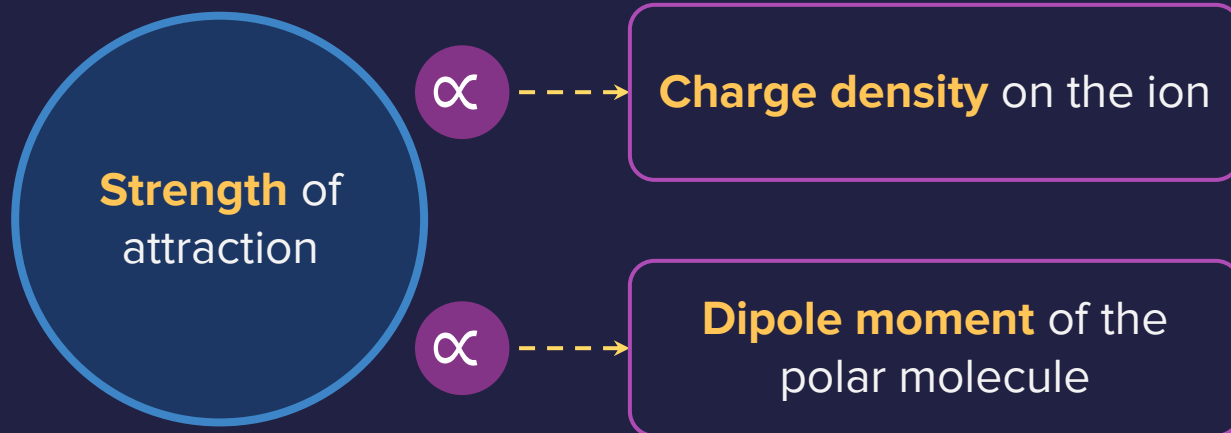 Strength of
attraction
∝
Charge density on the ion
∝
Dipole moment of the
polar molecule